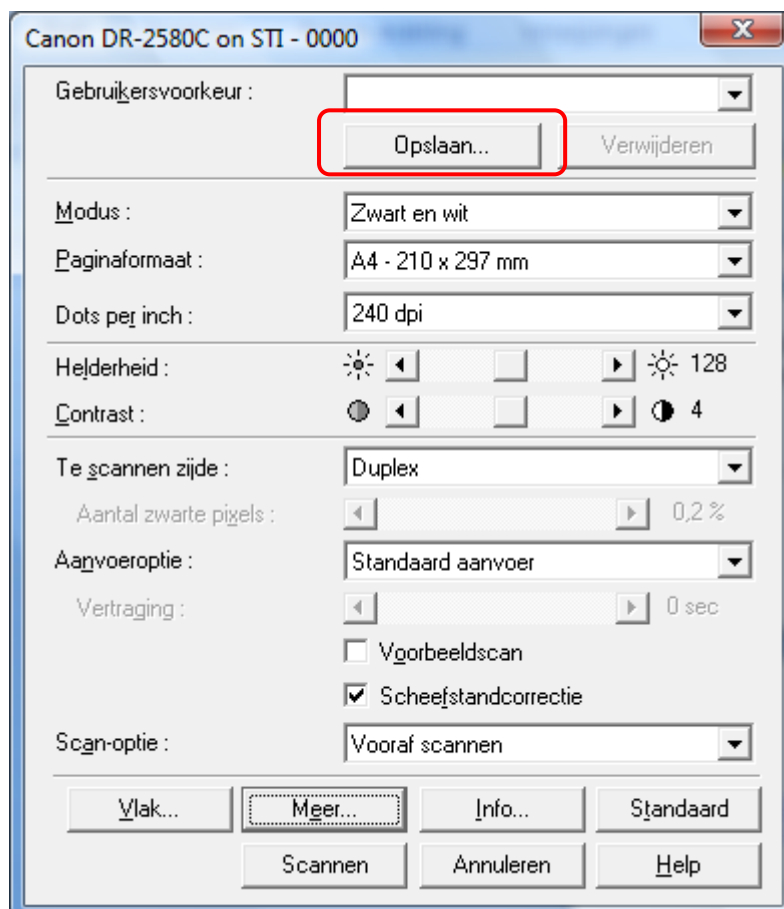 Canon DR-2580C on STI - 0000
Gebruikersvoorkeur :
Opslaan... Verwijderen
Modus : Zwart en wit
Paginaformaat : A4 - 210 x 297 mm
Dots per inch : 240 dpi
Helderheid : 128
Contrast : 4
Te scannen zijde : Duplex
Aantal zwarte pixels : 0,2 %
Aanvoeroptie : Standaard aanvoer
Vertraging : 0 sec
Voorbeeldscan
Scheefstandcorrectie
Scan-optie : Vooraf scannen
Vlak... Meer... Info... Standaard
Scannen Annuleren Help